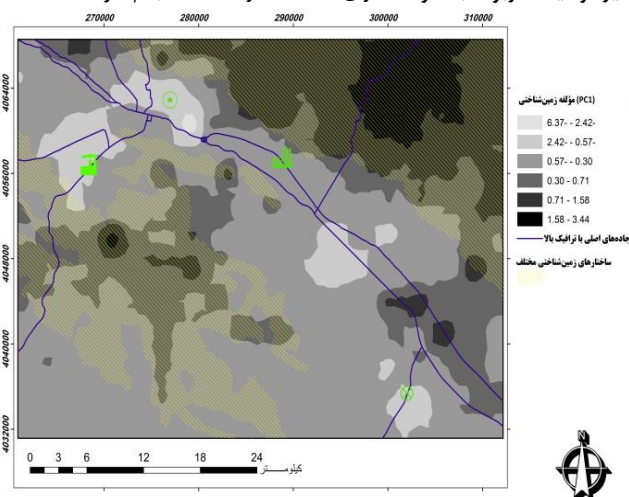 270000 280000 290000 300000 310000
4064000
4056000
4048000
4040000
4032000
(PC1) مؤلفه زمین‌شناختی
6.37- - 2.42-
2.42- - 0.57-
0.57- - 0.30
0.30 - 0.71
0.71 - 1.58
1.58 - 3.44
جاده‌های اصلی با ترافیک بالا
ساختارهای زمین‌شناختی مختلف
0 3 6 12 18 24
کیلومتر
N